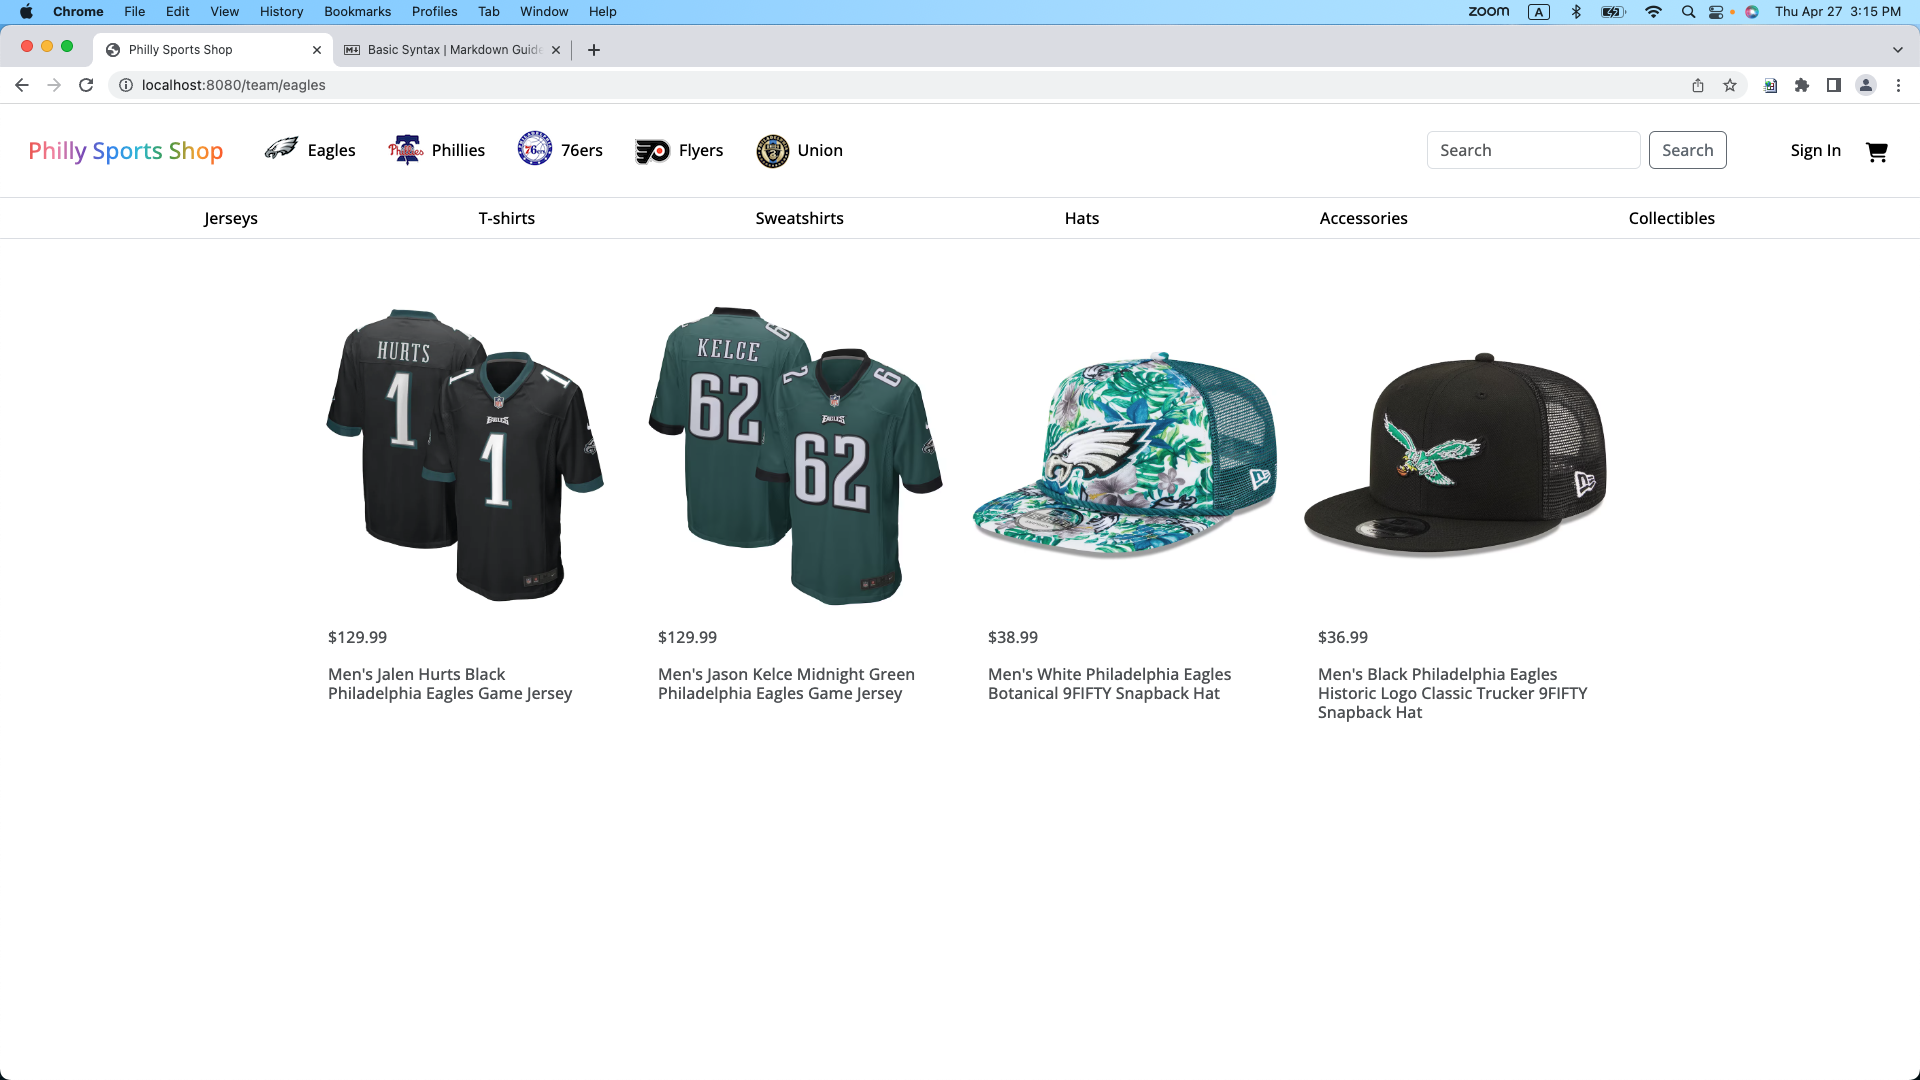 Chrome File Edit View History Bookmarks Profiles Tab Window Help zoom A Thu Apr 27 3:15 PM
Philly Sports Shop Basic Syntax | Markdown Guide
localhost:8080/team/eagles
Philly Sports Shop Eagles Phillies 76ers Flyers Union Search Search Sign In
Jerseys T-shirts Sweatshirts Hats Accessories Collectibles
HURTS
1
EAGLES
1
KELCE
62
EAGLES
62
$129.99
Men's Jalen Hurts Black
Philadelphia Eagles Game Jersey
$129.99
Men's Jason Kelce Midnight Green
Philadelphia Eagles Game Jersey
$38.99
Men's White Philadelphia Eagles
Botanical 9FIFTY Snapback Hat
$36.99
Men's Black Philadelphia Eagles
Historic Logo Classic Trucker 9FIFTY
Snapback Hat